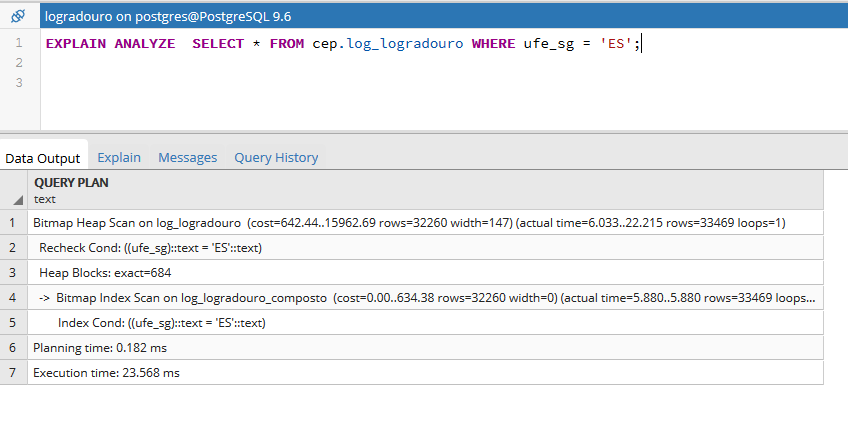 logradouro on postgres@PostgreSQL 9.6
1 EXPLAIN ANALYZE  SELECT * FROM cep.log_logradouro WHERE ufe_sg = 'ES';
2
3
Data Output Explain Messages Query History
QUERY PLAN
text
1 Bitmap Heap Scan on log_logradouro (cost=642.44..15962.69 rows=32260 width=147) (actual time=6.033..22.215 rows=33469 loops=1)
2 Recheck Cond: ((ufe_sg)::text = 'ES'::text)
3 Heap Blocks: exact=684
4 -> Bitmap Index Scan on log_logradouro_composto (cost=0.00..634.38 rows=32260 width=0) (actual time=5.880..5.880 rows=33469 loops...
5 Index Cond: ((ufe_sg)::text = 'ES'::text)
6 Planning time: 0.182 ms
7 Execution time: 23.568 ms